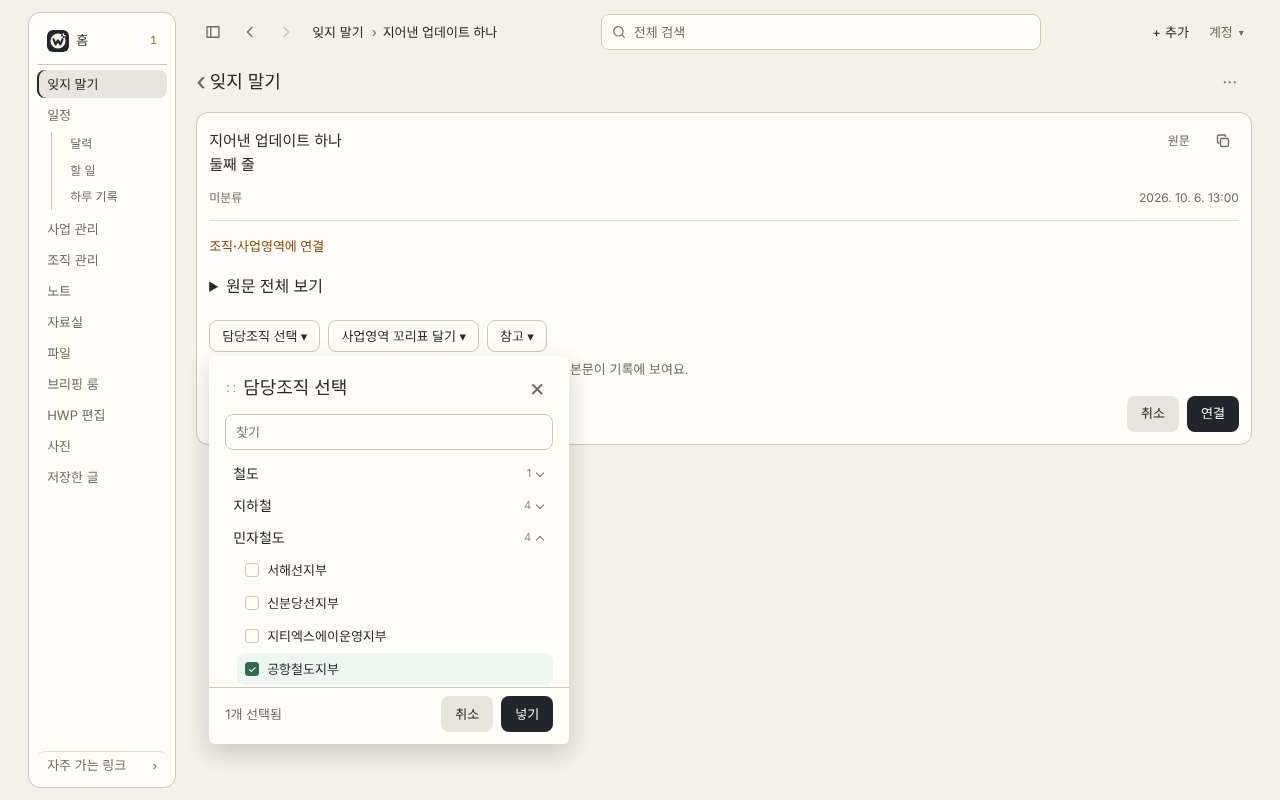 홈 1
잊지 말기
일정
달력
할 일
하루 기록
사업 관리
조직 관리
노트
자료실
파일
브리핑 룸
HWP 편집
사진
저장한 글
자주 가는 링크 ›
잊지 말기 › 지어낸 업데이트 하나
전체 검색
+ 추가 계정 ▾
잊지 말기
지어낸 업데이트 하나
원문
둘째 줄
미분류 2026. 10. 6. 13:00
조직·사업영역에 연결
▶ 원문 전체 보기
담당조직 선택 ▾ 사업영역 꼬리표 달기 ▾ 참고 ▾
본문이 기록에 보여요.
취소 연결
담당조직 선택
찾기
철도 1
지하철 4
민자철도 4
서해선지부
신분당선지부
지티엑스에이운영지부
공항철도지부
1개 선택됨 취소 넣기